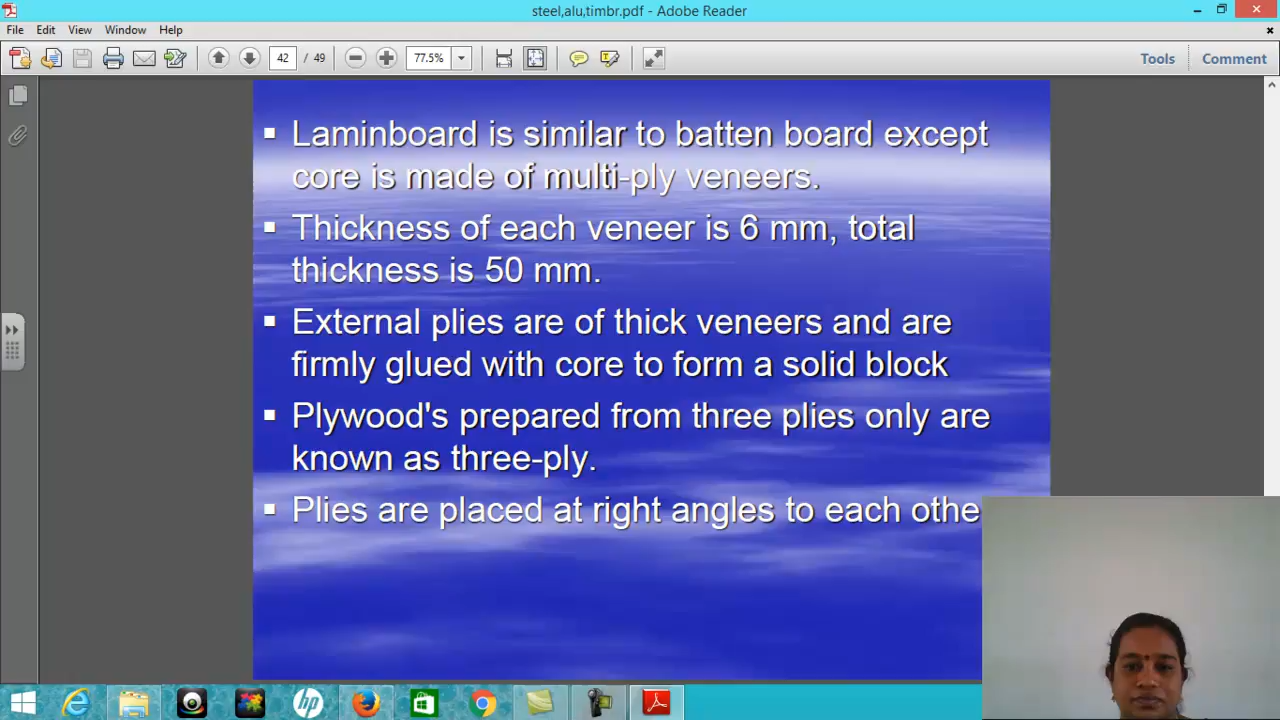 steel,alu,timbr.pdf - Adobe Reader
File Edit View Window Help
42 / 49 77.5% Tools Comment
Laminboard is similar to batten board except
core is made of multi-ply veneers.
Thickness of each veneer is 6 mm, total
thickness is 50 mm.
External plies are of thick veneers and are
firmly glued with core to form a solid block
Plywood's prepared from three plies only are
known as three-ply.
Plies are placed at right angles to each othe
hp